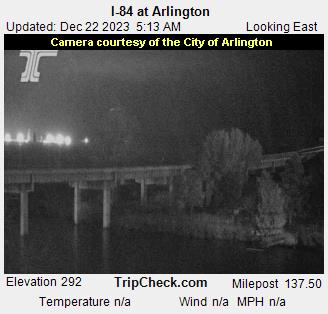 I-84 at Arlington
Updated: Dec 22 2023 5:13 AM Looking East
Camera courtesy of the City of Arlington
Elevation 292 TripCheck.com Milepost 137.50
Temperature n/a Wind n/a MPH n/a